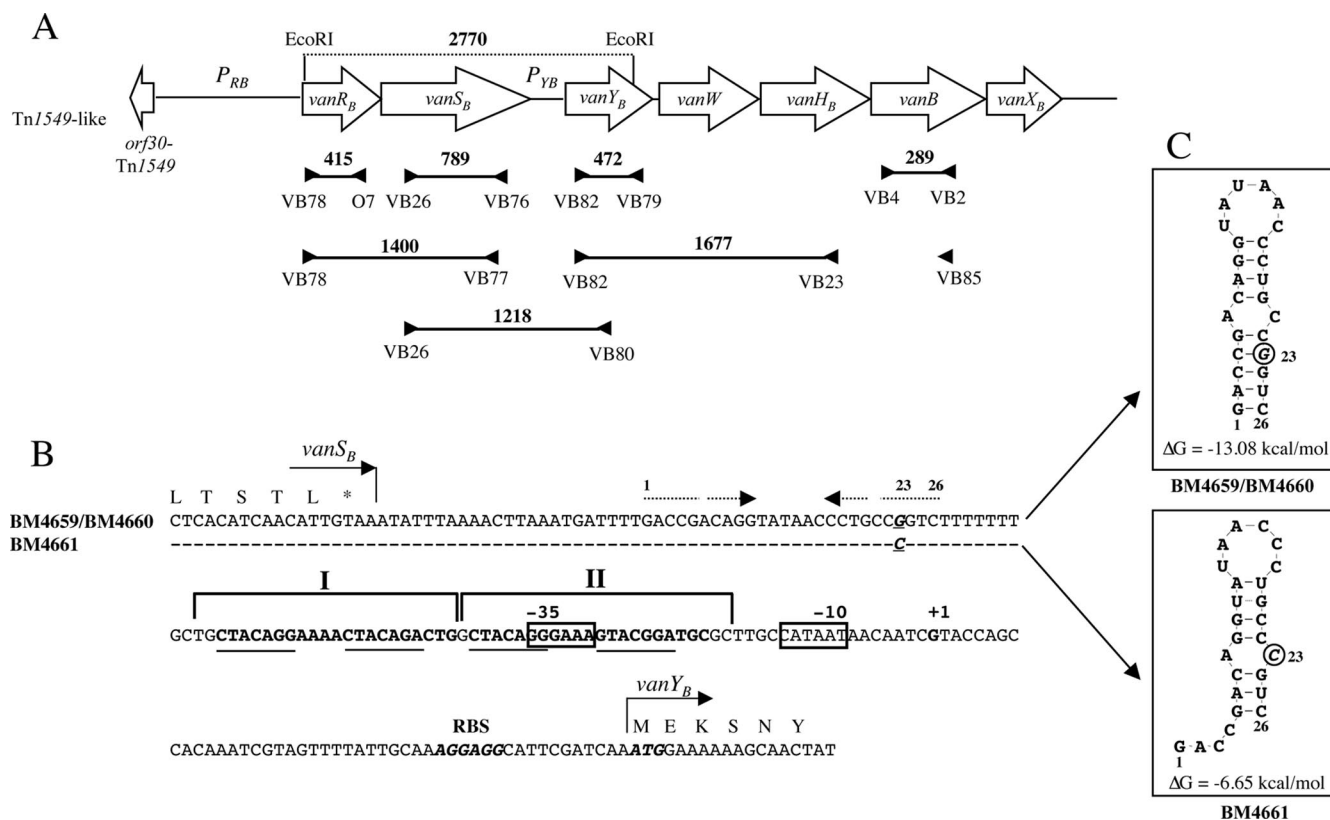 A
EcoRI 2770 EcoRI
P_RB P_YB
vanR_B vanS_B vanY_B vanW vanH_B vanB vanX_B
Tn1549-like
orf30-
Tn1549
415 789 472 289
VB78 O7 VB26 VB76 VB82 VB79 VB4 VB2
1400 1677
VB78 VB77 VB82 VB23 VB85
1218
VB26 VB80
B
vanS_B
1 23 26
L T S T L *
BM4659/BM4660 CTCACATCAACATTGTAAATATTTAAAACTTAAATGATTTTGACCGACAGGTATAACCCTGCCGGTCTTTTTTT
BM4661 C
I II
-35 -10 +1
GCTGCTACAGGAAAACTACAGACTGGCTACAGGGAAAGTACGGATGCGCTTGCCATAATAACAATCGTACCAGC
vanY_B
RBS M E K S N Y
CACAAATCGTAGTTTTATTGCAAAGGAGGCATTCGATCAAATGGAAAAAAGCAACTAT
C
U A
A A
U C
G-C
G-C
A-U
C-G
A C
G-C
C-G 23
C-G
A-U
G-C
1 26
ΔG = -13.08 kcal/mol
BM4659/BM4660
A-C
A C
U C
A-U
U-G
G-C
G-C
A C 23
C-G
A-U
G-C
C 26
G-A-C
1
ΔG = -6.65 kcal/mol
BM4661